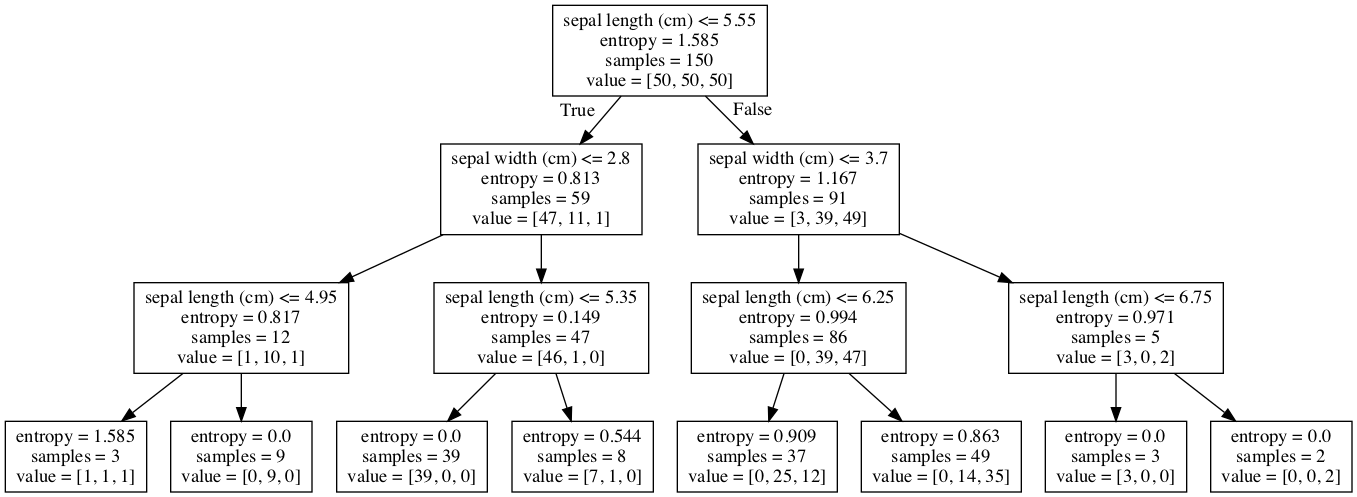 sepal length (cm) <= 5.55
entropy = 1.585
samples = 150
value = [50, 50, 50]
True
False
sepal width (cm) <= 2.8
entropy = 0.813
samples = 59
value = [47, 11, 1]
sepal width (cm) <= 3.7
entropy = 1.167
samples = 91
value = [3, 39, 49]
sepal length (cm) <= 4.95
entropy = 0.817
samples = 12
value = [1, 10, 1]
sepal length (cm) <= 5.35
entropy = 0.149
samples = 47
value = [46, 1, 0]
sepal length (cm) <= 6.25
entropy = 0.994
samples = 86
value = [0, 39, 47]
sepal length (cm) <= 6.75
entropy = 0.971
samples = 5
value = [3, 0, 2]
entropy = 1.585
samples = 3
value = [1, 1, 1]
entropy = 0.0
samples = 9
value = [0, 9, 0]
entropy = 0.0
samples = 39
value = [39, 0, 0]
entropy = 0.544
samples = 8
value = [7, 1, 0]
entropy = 0.909
samples = 37
value = [0, 25, 12]
entropy = 0.863
samples = 49
value = [0, 14, 35]
entropy = 0.0
samples = 3
value = [3, 0, 0]
entropy = 0.0
samples = 2
value = [0, 0, 2]